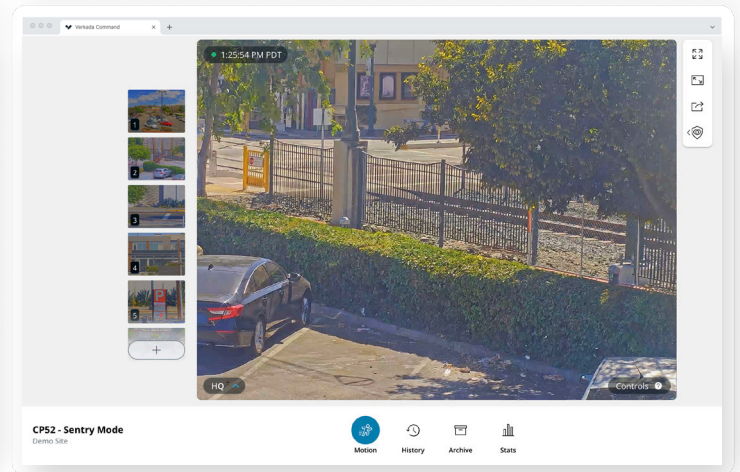 Verkada Command
1:25:54 PM PDT
1
2
3
4
5
P
HQ
Controls
CP52 - Sentry Mode
Demo Site
Motion
History
Archive
Stats